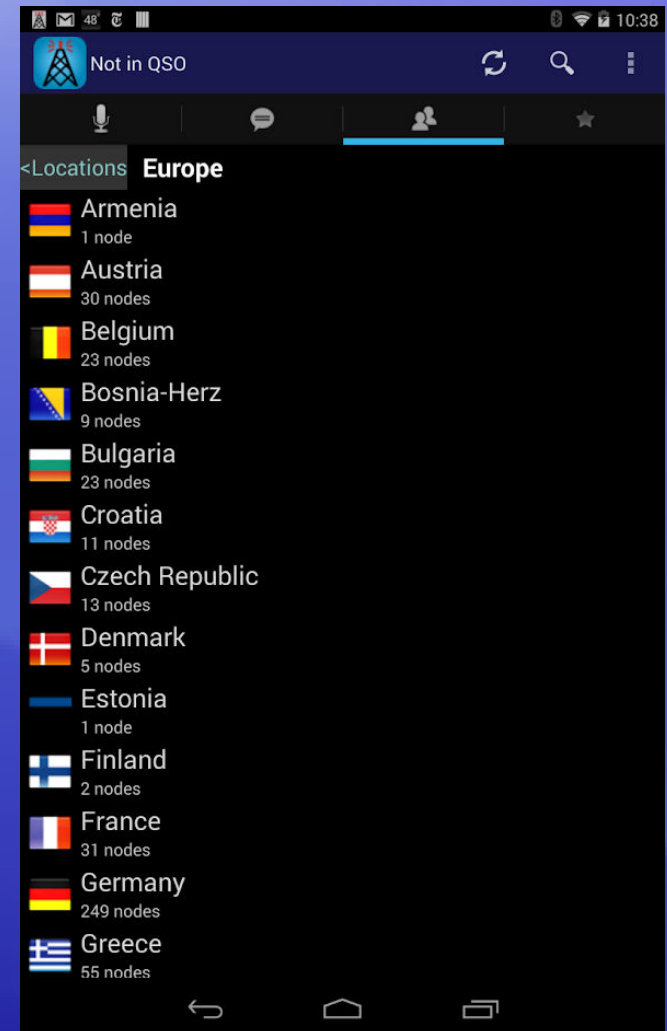 48°
10:38
Not in QSO
<Locations Europe
Armenia
1 node
Austria
30 nodes
Belgium
23 nodes
Bosnia-Herz
9 nodes
Bulgaria
23 nodes
Croatia
11 nodes
Czech Republic
13 nodes
Denmark
5 nodes
Estonia
1 node
Finland
2 nodes
France
31 nodes
Germany
249 nodes
Greece
55 nodes